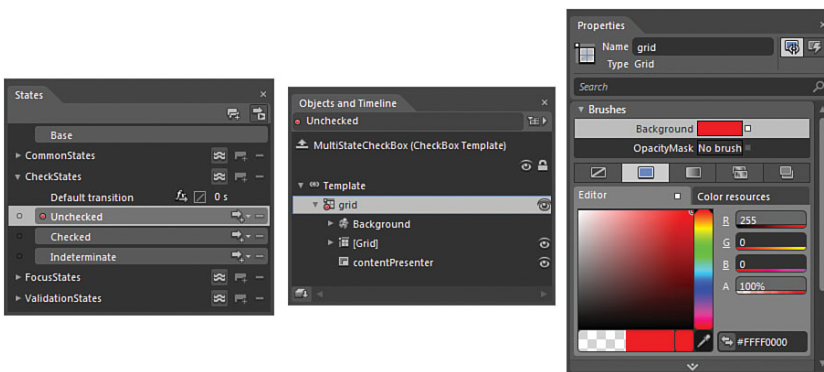 States
Base
CommonStates
CheckStates
Default transition fx 0 s
Unchecked
Checked
Indeterminate
FocusStates
ValidationStates
Objects and Timeline
Unchecked
MultiStateCheckBox (CheckBox Template)
Template
grid
Background
[Grid]
contentPresenter
Properties
Name grid
Type Grid
Search
Brushes
Background
OpacityMask No brush
Editor Color resources
R 255
G 0
B 0
A 100%
#FFFF0000